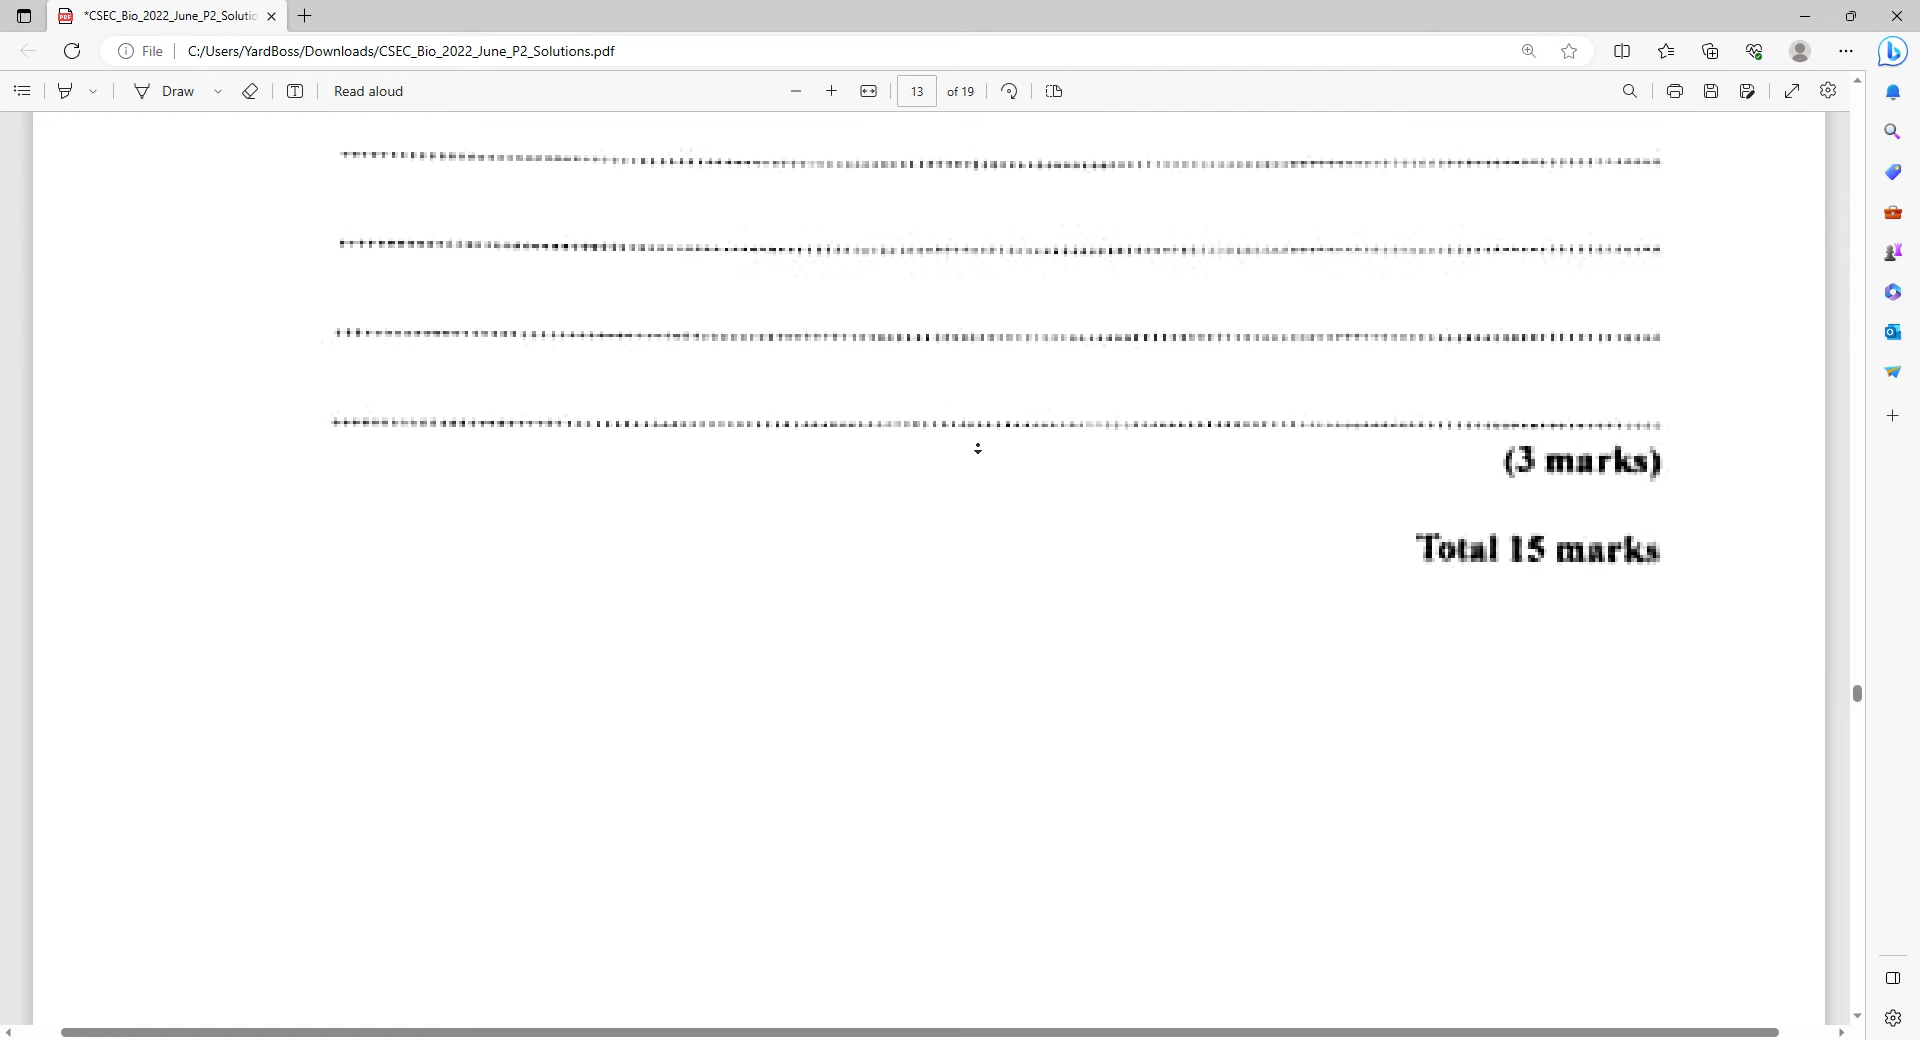 *CSEC_Bio_2022_June_P2_Solutio
File
C:/Users/YardBoss/Downloads/CSEC_Bio_2022_June_P2_Solutions.pdf
Draw
Read aloud
13 of 19
(3 marks)
Total 15 marks